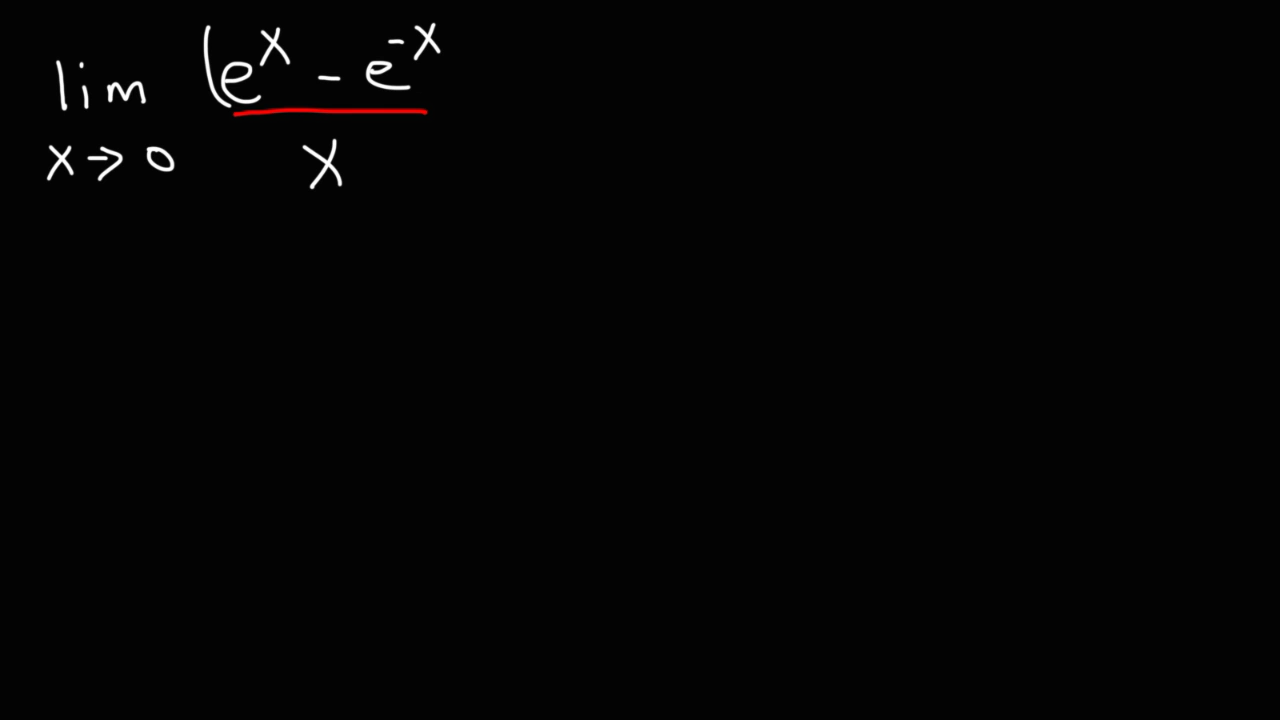 lim (e^x - e^-x
x → 0 x